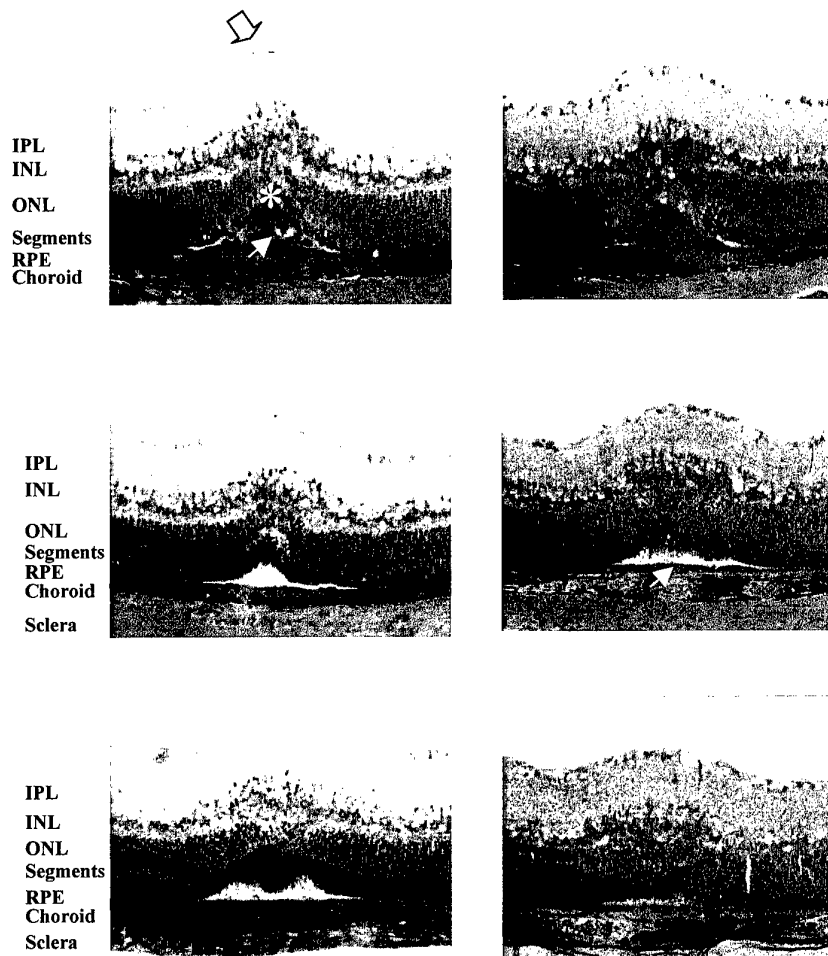 IPL
INL
ONL
Segments
RPE
Choroid
IPL
INL
ONL
Segments
RPE
Choroid
Sclera
IPL
INL
ONL
Segments
RPE
Choroid
Sclera